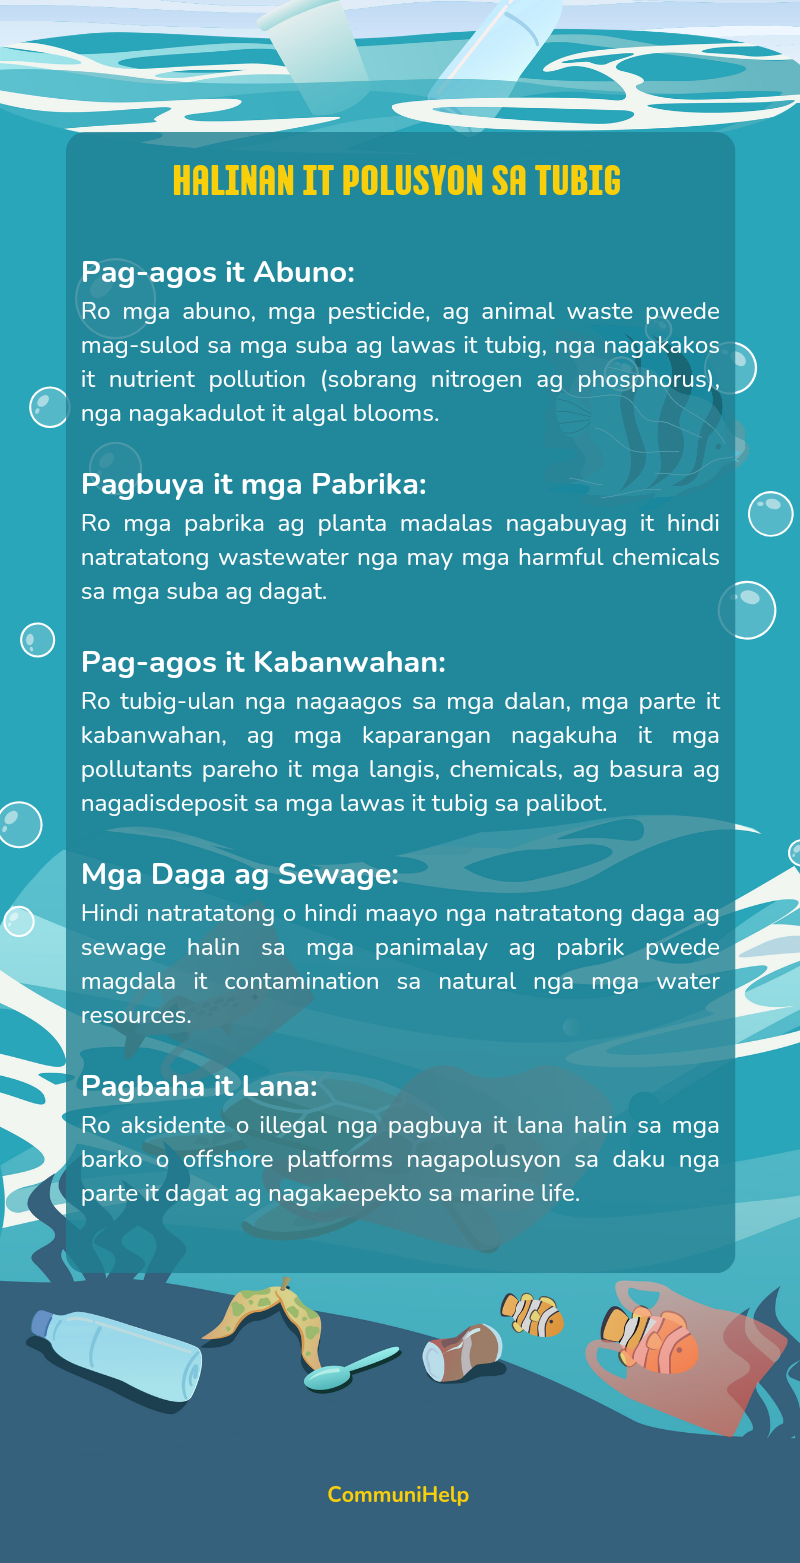 HALINAN IT POLUSYON SA TUBIG
Pag-agos it Abuno:
Ro mga abuno, mga pesticide, ag animal waste pwede
mag-sulod sa mga suba ag lawas it tubig, nga nagakakos
it nutrient pollution (sobrang nitrogen ag phosphorus),
nga nagakadulot it algal blooms.
Pagbuya it mga Pabrika:
Ro mga pabrika ag planta madalas nagabuyag it hindi
natratatong wastewater nga may mga harmful chemicals
sa mga suba ag dagat.
Pag-agos it Kabanwahan:
Ro tubig-ulan nga nagaagos sa mga dalan, mga parte it
kabanwahan, ag mga kaparangan nagakuha it mga
pollutants pareho it mga langis, chemicals, ag basura ag
nagadisdeposit sa mga lawas it tubig sa palibot.
Mga Daga ag Sewage:
Hindi natratatong o hindi maayo nga natratatong daga ag
sewage halin sa mga panimalay ag pabrik pwede
magdala it contamination sa natural nga mga water
resources.
Pagbaha it Lana:
Ro aksidente o illegal nga pagbuya it lana halin sa mga
barko o offshore platforms nagapolusyon sa daku nga
parte it dagat ag nagakaepekto sa marine life.
CommuniHelp